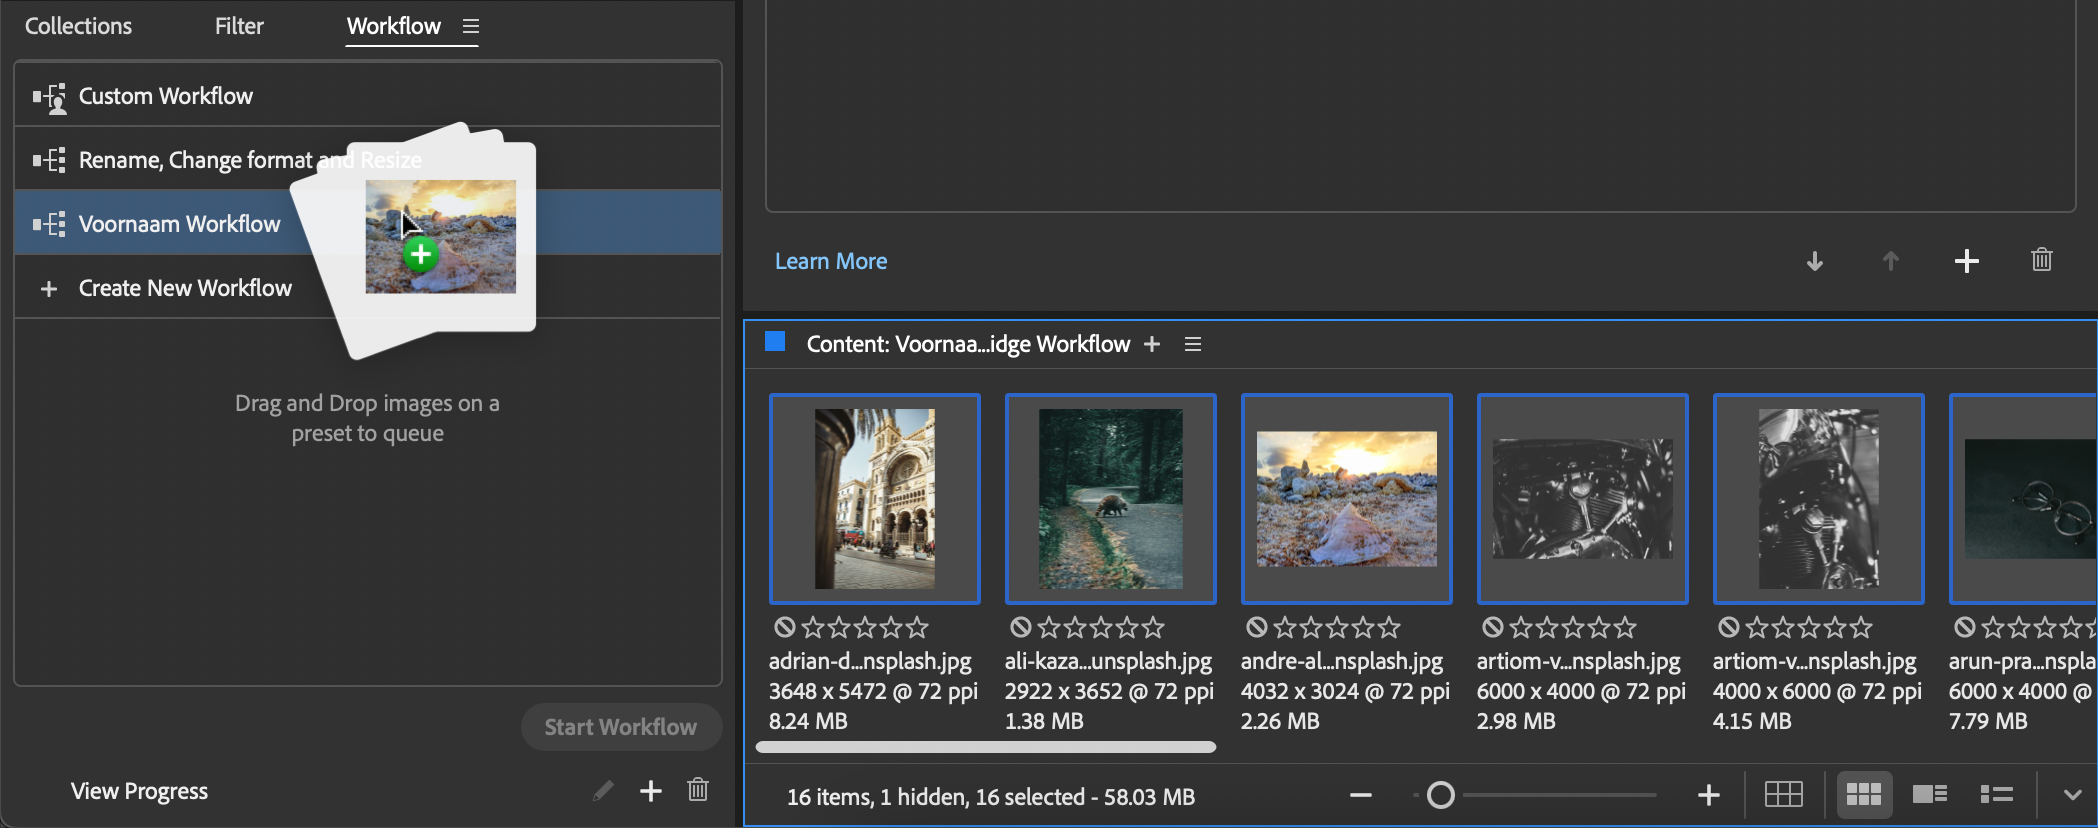 Collections Filter Workflow
Custom Workflow
Rename, Change format and Resize
Voornaam Workflow
Create New Workflow
Drag and Drop images on a
preset to queue
Start Workflow
View Progress
Learn More
Content: Voornaa...idge Workflow
adrian-d...nsplash.jpg
3648 x 5472 @ 72 ppi
8.24 MB
ali-kaza...unsplash.jpg
2922 x 3652 @ 72 ppi
1.38 MB
andre-al...nsplash.jpg
4032 x 3024 @ 72 ppi
2.26 MB
artiom-v...nsplash.jpg
6000 x 4000 @ 72 ppi
2.98 MB
artiom-v...nsplash.jpg
4000 x 6000 @ 72 ppi
4.15 MB
arun-pra...nspla
6000 x 4000 @
7.79 MB
16 items, 1 hidden, 16 selected - 58.03 MB